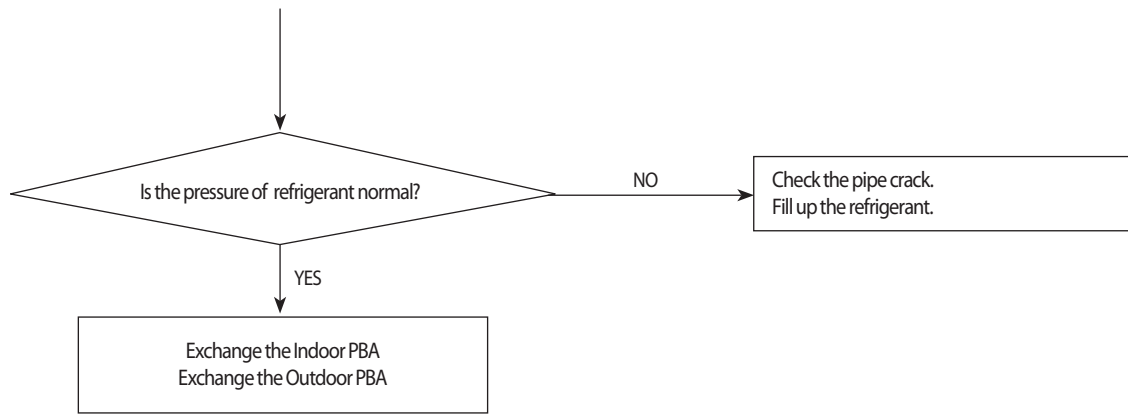 Is the pressure of refrigerant normal?
NO
Check the pipe crack.
Fill up the refrigerant.
YES
Exchange the Indoor PBA
Exchange the Outdoor PBA